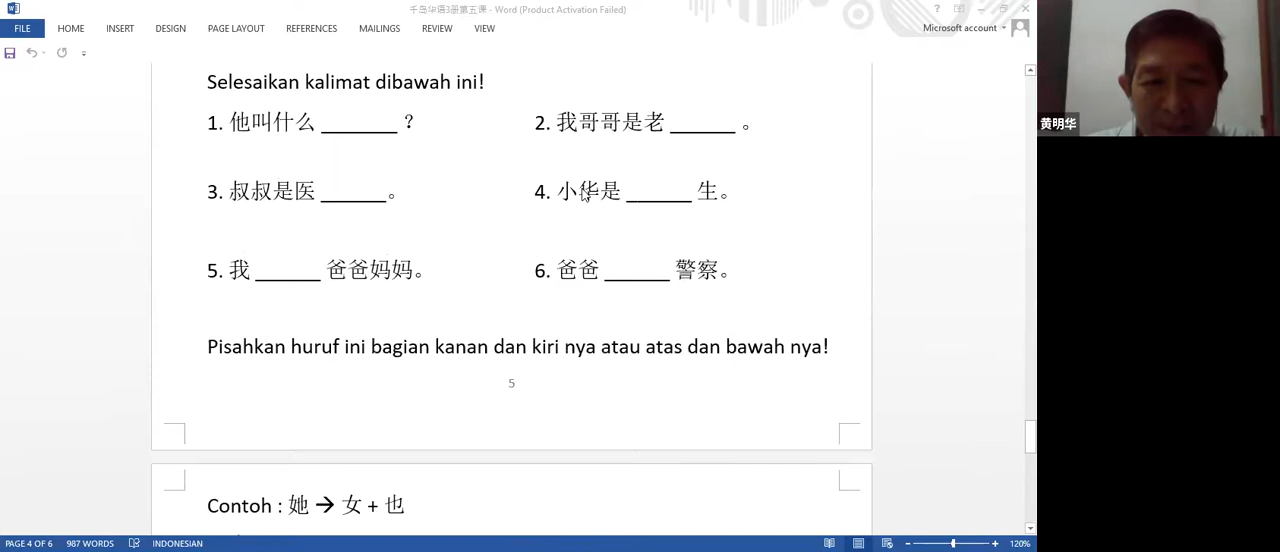 千岛华语3册第五课 - Word (Product Activation Failed)
FILE HOME INSERT DESIGN PAGE LAYOUT REFERENCES MAILINGS REVIEW VIEW Microsoft account
Selesaikan kalimat dibawah ini!
1. 他叫什么 _______ ? 2. 我哥哥是老 ______ 。
3. 叔叔是医 ______ 。 4. 小华是 ______ 生。
5. 我 ______ 爸爸妈妈。 6. 爸爸 ______ 警察。
Pisahkan huruf ini bagian kanan dan kiri nya atau atas dan bawah nya!
5
Contoh : 她 → 女 + 也
PAGE 4 OF 6 987 WORDS INDONESIAN 120%
黄明华